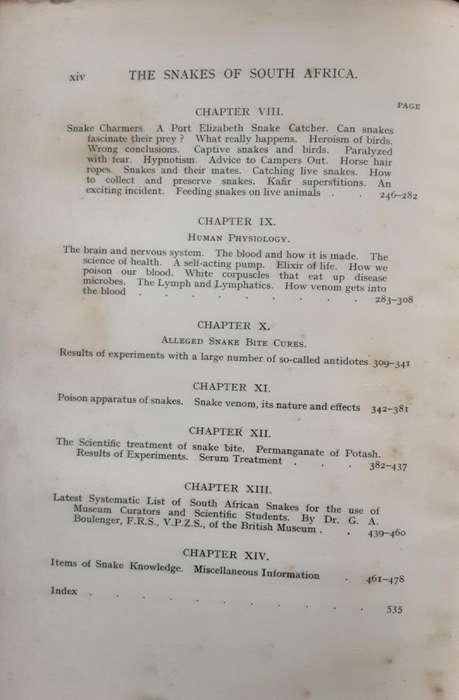 xiv THE SNAKES OF SOUTH AFRICA.
PAGE
CHAPTER VIII.
Snake Charmers. A Port Elizabeth Snake Catcher. Can snakes
fascinate their prey? What really happens. Heroism of birds.
Wrong conclusions. Captive snakes and birds. Paralyzed
with fear. Hypnotism. Advice to Campers Out. Horse hair
ropes. Snakes and their mates. Catching live snakes. How
to collect and preserve snakes. Kafir superstitions. An
exciting incident. Feeding snakes on live animals . . 246–282
CHAPTER IX.
HUMAN PHYSIOLOGY.
The brain and nervous system. The blood and how it is made. The
science of health. A self-acting pump. Elixir of life. How we
poison our blood. White corpuscles that eat up disease
microbes. The Lymph and Lymphatics. How venom gets into
the blood . . . . . . . . . 283–308
CHAPTER X.
ALLEGED SNAKE BITE CURES.
Results of experiments with a large number of so-called antidotes 309–341
CHAPTER XI.
Poison apparatus of snakes. Snake venom, its nature and effects 342–381
CHAPTER XII.
The Scientific treatment of snake bite. Permanganate of Potash.
Results of Experiments. Serum Treatment . . . 382–437
CHAPTER XIII.
Latest Systematic List of South African Snakes for the use of
Museum Curators and Scientific Students. By Dr. G. A.
Boulenger, F.R.S., V.P.Z.S., of the British Museum . . 439–460
CHAPTER XIV.
Items of Snake Knowledge. Miscellaneous Information . 461–478
Index . . . . . . . . . . . 535